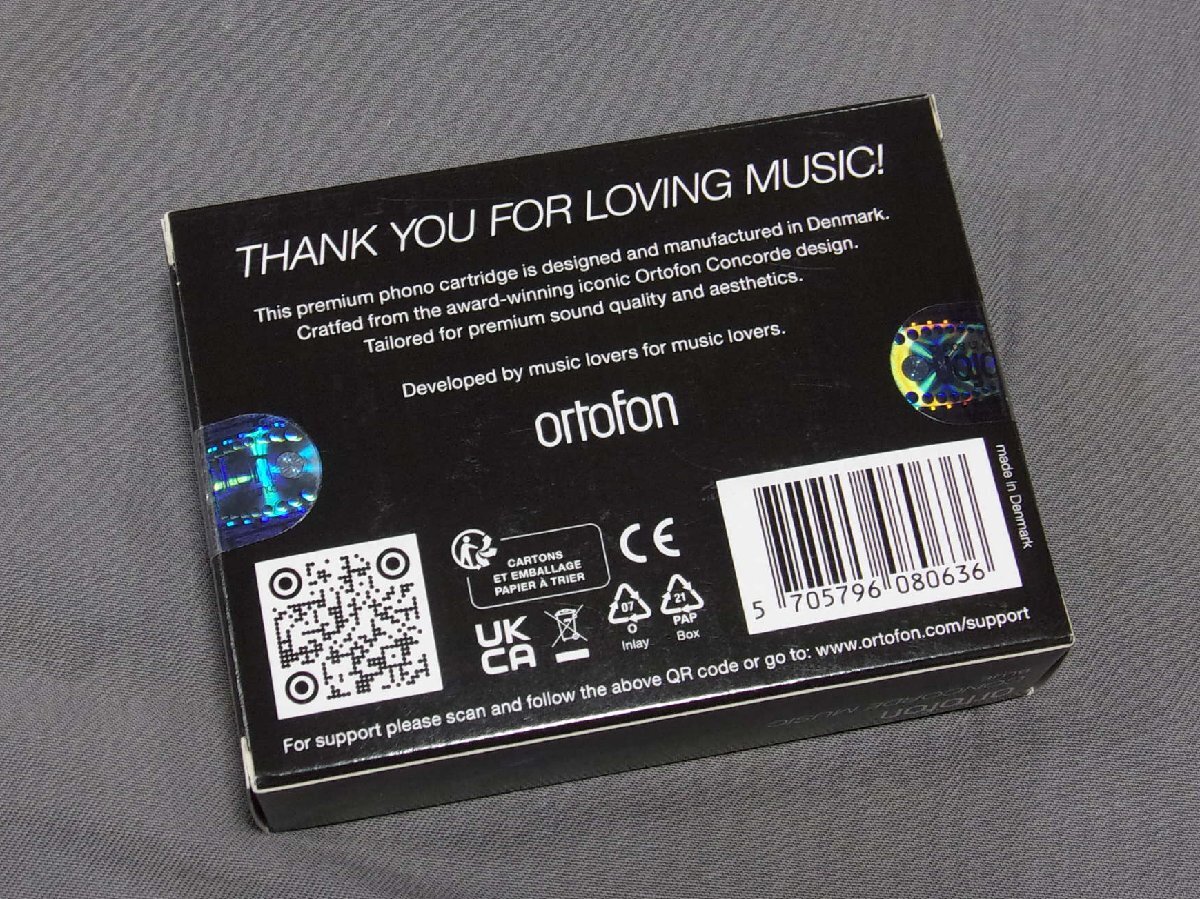 THANK YOU FOR LOVING MUSIC!
This premium phono cartridge is designed and manufactured in Denmark.
Cratfed from the award-winning iconic Ortofon Concorde design.
Tailored for premium sound quality and aesthetics.
Developed by music lovers for music lovers.
ortofon
made in Denmark
CARTONS
ET EMBALLAGE
PAPIER À TRIER
CE
UK
CA
07
O
Inlay
21
PAP
Box
5 705796 080636
For support please scan and follow the above QR code or go to: www.ortofon.com/support
ortofon